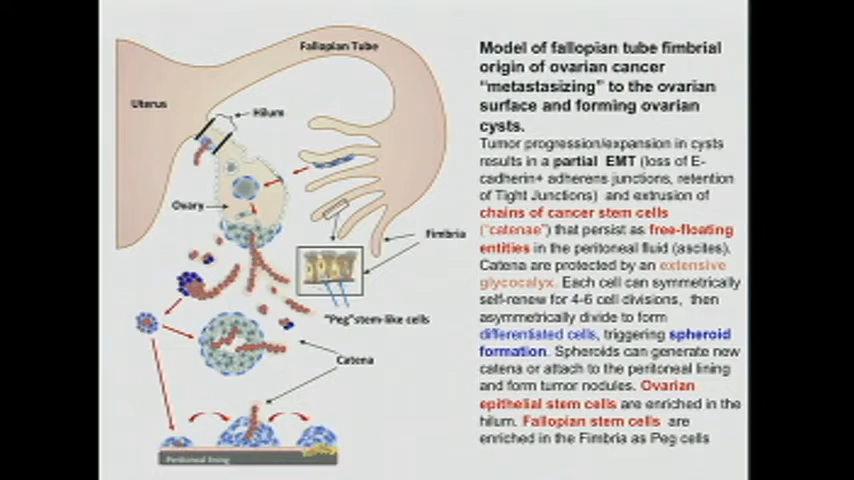 Fallopian Tube
Uterus
Hilum
Ovary
Fimbria
"Peg"stem-like cells
Catena
Peritoneal lining
Model of fallopian tube fimbrial
origin of ovarian cancer
"metastasizing" to the ovarian
surface and forming ovarian
cysts.
Tumor progression/expansion in cysts
results in a partial EMT (loss of E-
cadherin+ adherens junctions, retention
of Tight Junctions) and extrusion of
chains of cancer stem cells
("catenae") that persist as free-floating
entities in the peritoneal fluid (ascites).
Catena are protected by an extensive
glycocalyx. Each cell can symmetrically
self-renew for 4-6 cell divisions, then
asymmetrically divide to form
differentiated cells, triggering spheroid
formation. Spheroids can generate new
catena or attach to the peritoneal lining
and form tumor nodules. Ovarian
epithelial stem cells are enriched in the
hilum. Fallopian stem cells are
enriched in the Fimbria as Peg cells